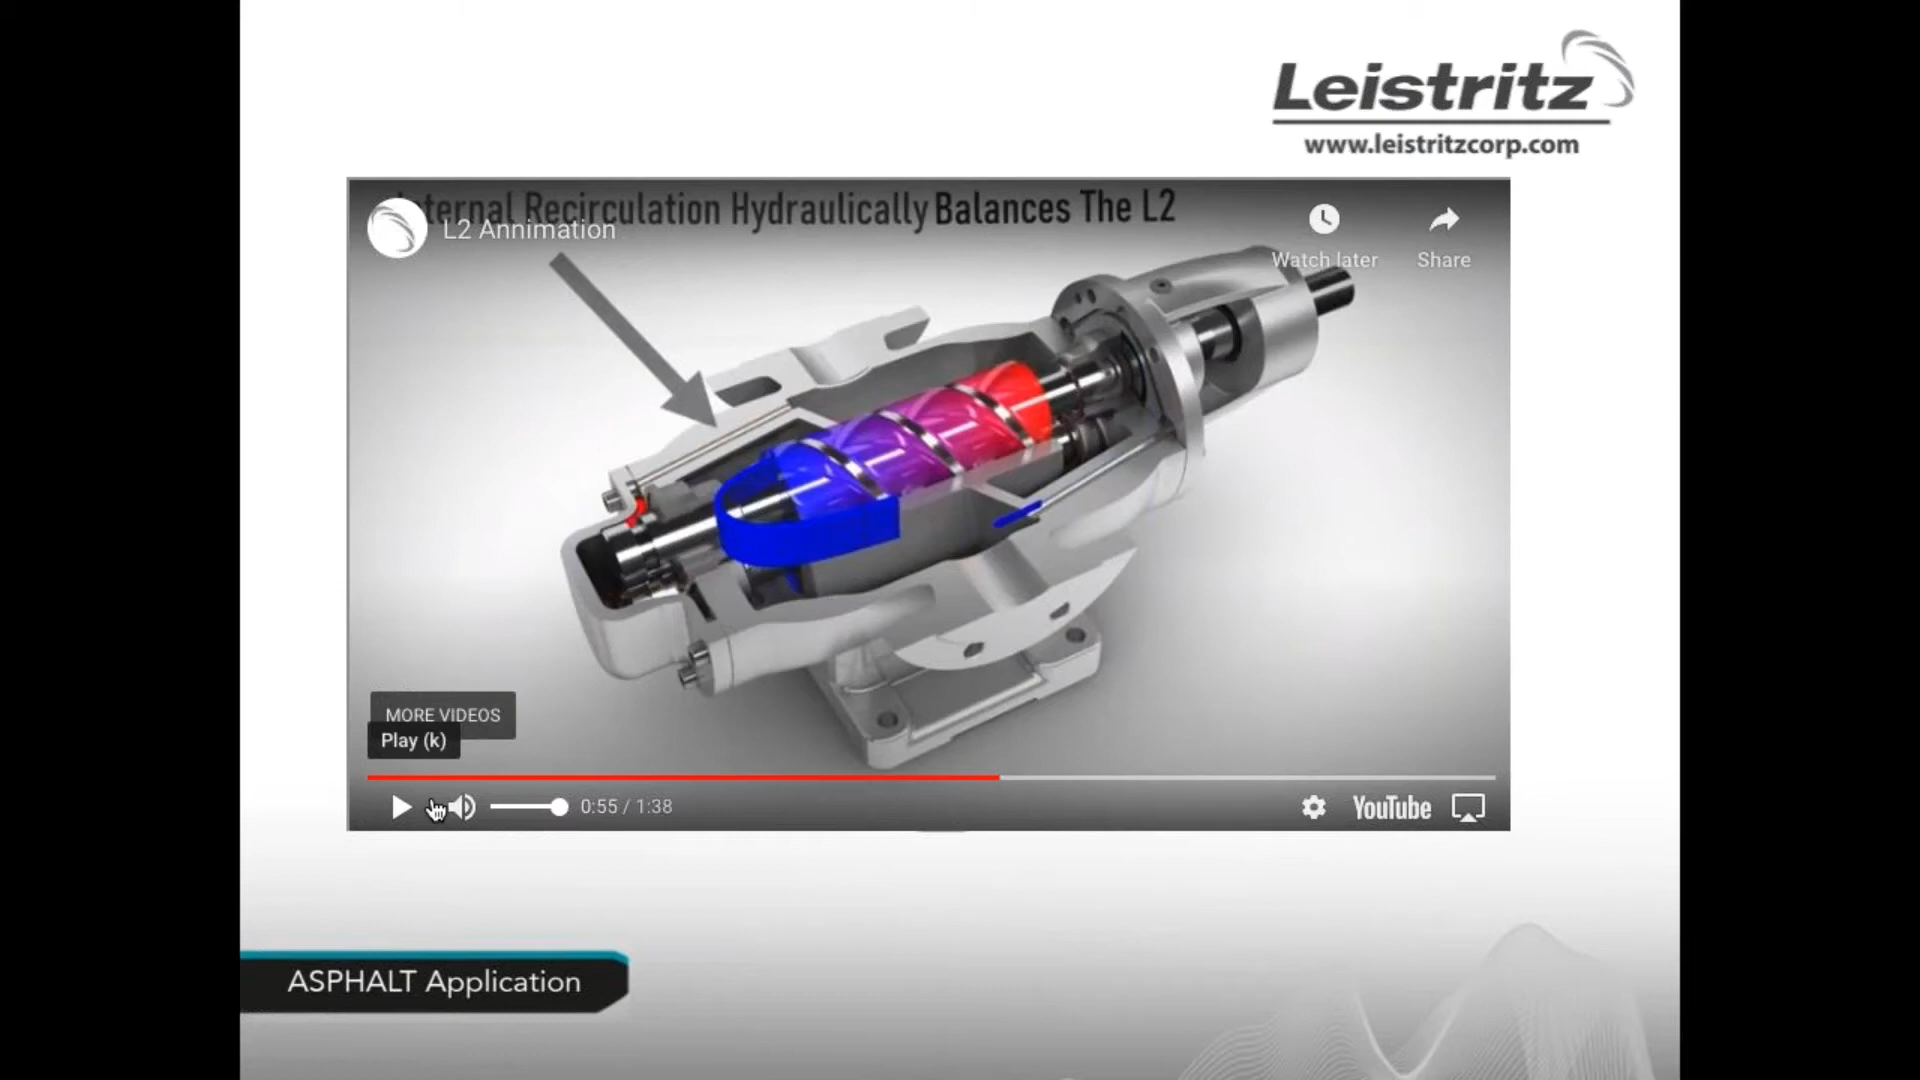 Leistritz
www.leistritzcorp.com
Recirculation Hydraulically Balances The L2
L2 Annimation
Watch later
Share
MORE VIDEOS
Play (k)
0:55 / 1:38
YouTube
ASPHALT Application